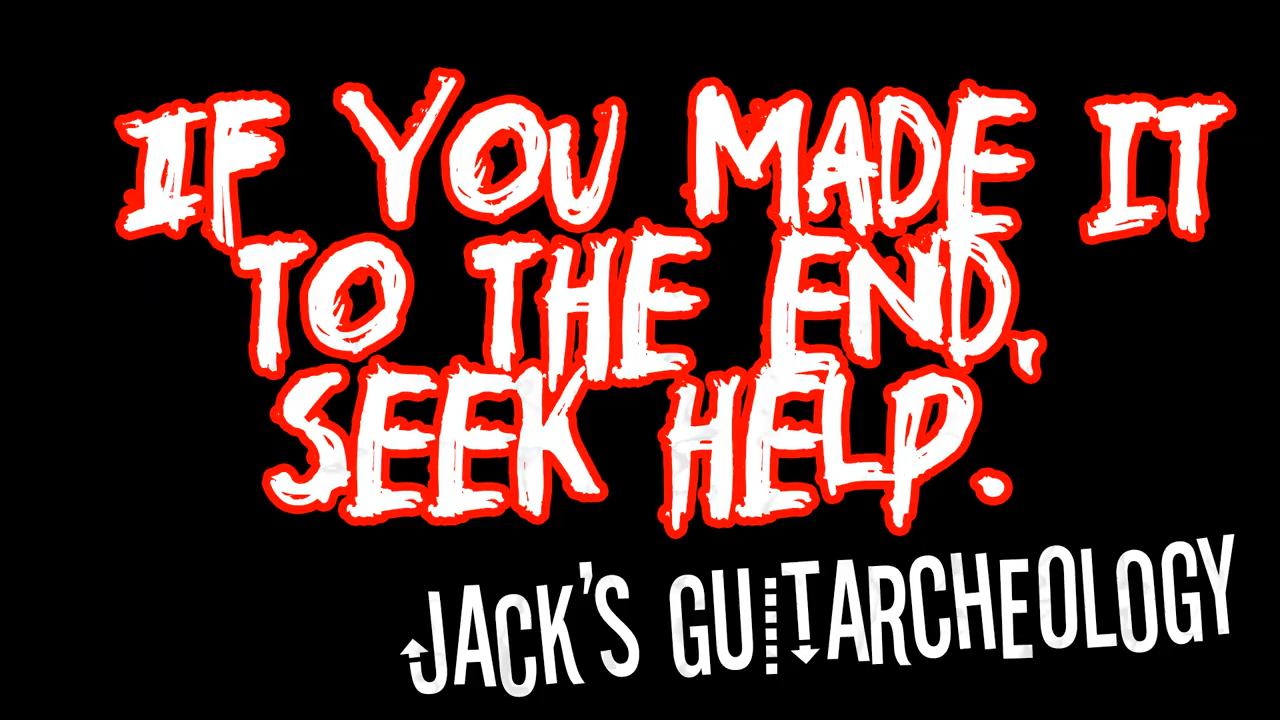 IF YOU MADE IT
TO THE END,
SEEK HELP.
JACK'S GUITARCHEOLOGY